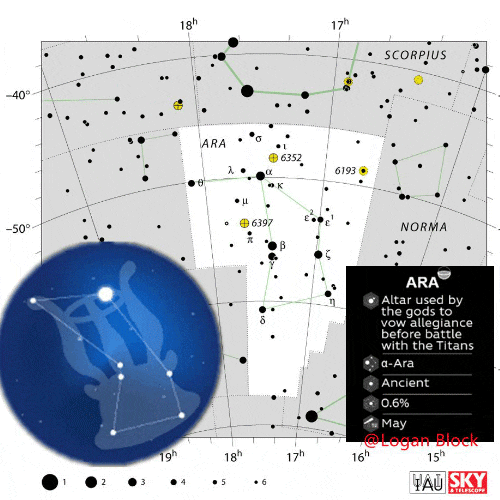 18h
17h
SCORPIUS
−40°
ARA
σ
ι
6352
λ
α
6193
θ
κ
μ
ε2
ε1
6397
NORMA
−50°
π
β
γ
ζ
η
δ
ARA
Altar used by
the gods to
vow allegiance
before battle
with the Titans
α-Ara
Ancient
0.6%
May
@Logan Block
19h
18h
17h
16h
15h
1
2
3
4
5
6
IAU
SKY
& TELESCOPE